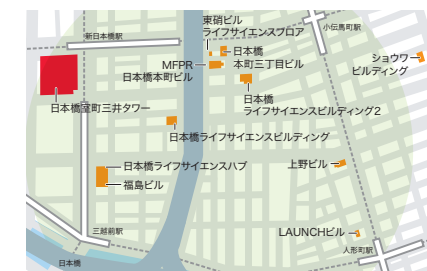 東硝ビル
ライフサイエンスフロア
新日本橋駅
日本橋
本町三丁目ビル
小伝馬町駅
MFPR
日本橋本町ビル
ショウワー
ビルディング
日本橋
ライフサイエンスビルディング2
日本橋室町三井タワー
日本橋ライフサイエンスビルディング
日本橋ライフサイエンスハブ
福島ビル
上野ビル
三越前駅
LAUNCHビル
人形町駅
日本橋